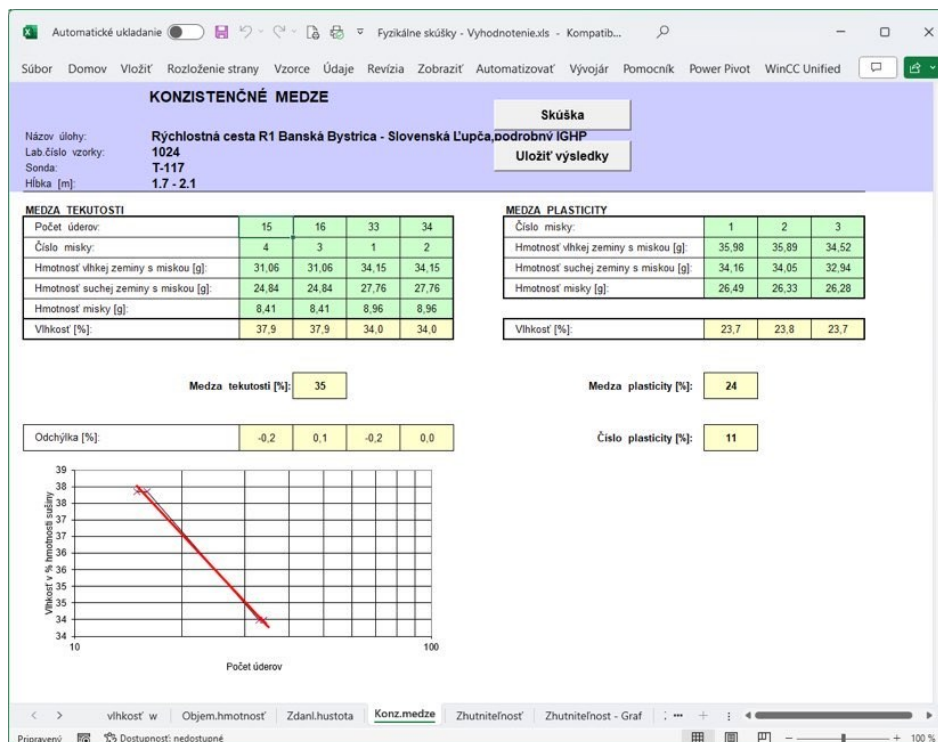 Automatické ukladanie Fyzikálne skúšky - Vyhodnotenie.xls - Kompatib...
Súbor Domov Vložiť Rozloženie strany Vzorce Údaje Revízia Zobraziť Automatizovať Vývojár Pomocník Power Pivot WinCC Unified
KONZISTENČNÉ MEDZE
Skúška
Názov úlohy: Rýchlostná cesta R1 Banská Bystrica - Slovenská Ľupča,podrobný IGHP
Lab.číslo vzorky: 1024
Uložiť výsledky
Sonda: T-117
Hĺbka [m]: 1.7 - 2.1
MEDZA TEKUTOSTI
Počet úderov: 15 16 33 34
Číslo misky: 4 3 1 2
Hmotnosť vlhkej zeminy s miskou [g]: 31,06 31,06 34,15 34,15
Hmotnosť suchej zeminy s miskou [g]: 24,84 24,84 27,76 27,76
Hmotnosť misky [g]: 8,41 8,41 8,96 8,96
Vlhkosť [%]: 37,9 37,9 34,0 34,0
MEDZA PLASTICITY
Číslo misky: 1 2 3
Hmotnosť vlhkej zeminy s miskou [g]: 35,98 35,89 34,52
Hmotnosť suchej zeminy s miskou [g]: 34,16 34,05 32,94
Hmotnosť misky [g]: 26,49 26,33 26,28
Vlhkosť [%]: 23,7 23,8 23,7
Medza tekutosti [%]: 35
Medza plasticity [%]: 24
Odchýlka [%]: -0,2 0,1 -0,2 0,0
Číslo plasticity [%]: 11
Vlhkosť v % hmotnosti sušiny
39
38
38
37
37
36
36
35
35
34
34
10 100
Počet úderov
vlhkosť w Objem.hmotnosť Zdanl.hustota Konz.medze Zhutniteľnosť Zhutniteľnost - Graf
Pripravený Dostupnosť: nedostupné 100 %